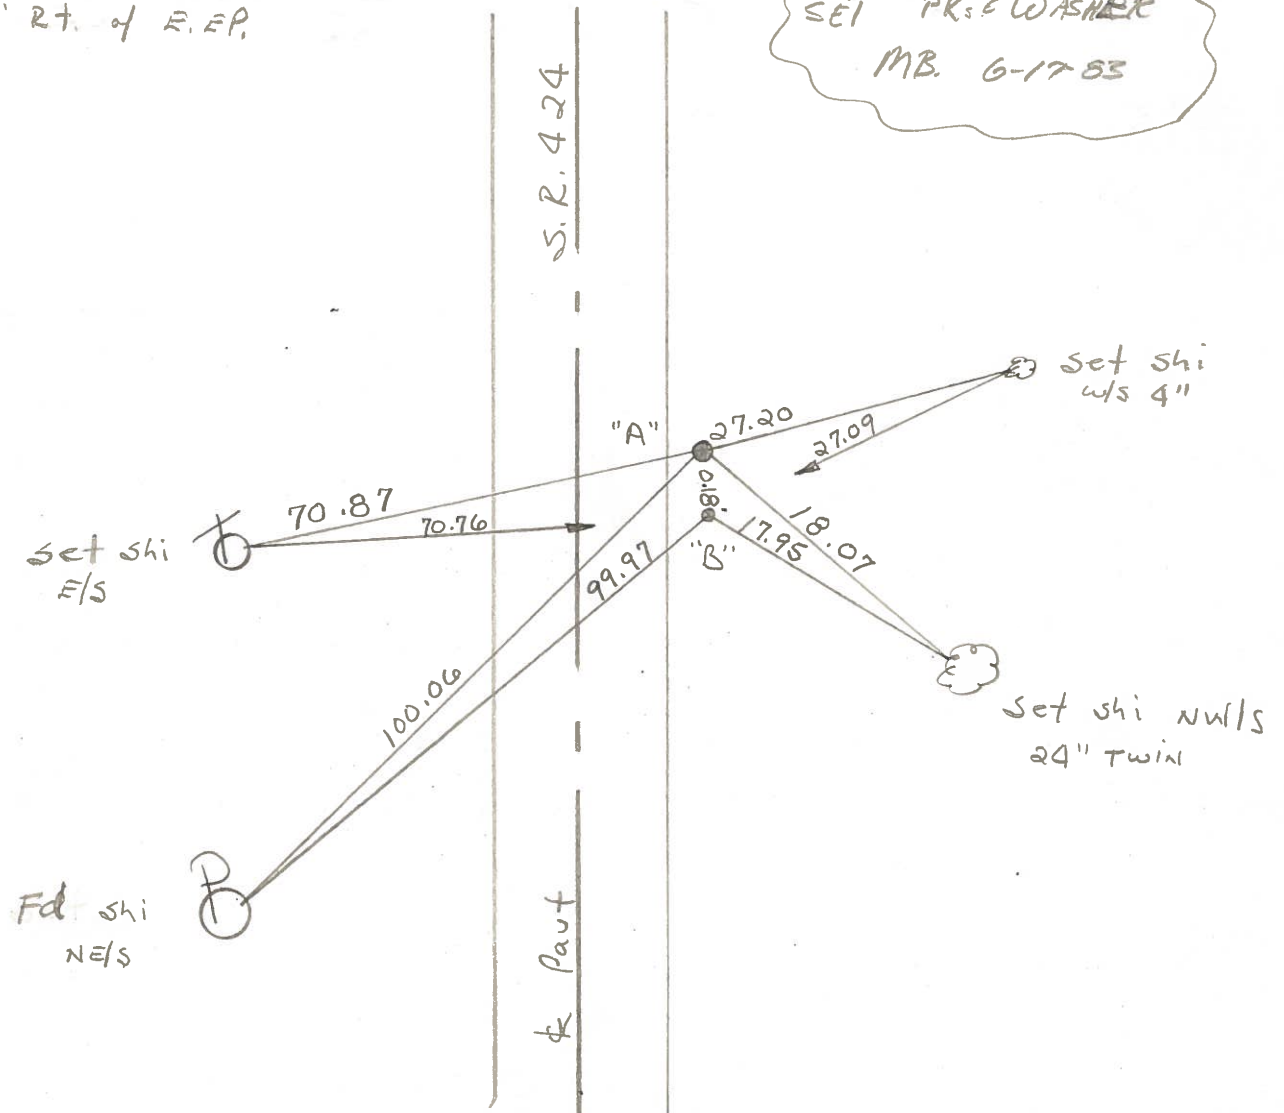 Rt. of E. EP.
SET PK. & WASHER
MB. 6-17-83
S.R. 424
set shi
w/s 4"
"A"
27.20
27.09
70.87
70.76
0.18'
set shi
E/S
18.07
17.95
"B"
99.97
100.06
set shi NW/S
24" TWIN
Fd shi
NE/S
P
℄ Pavt